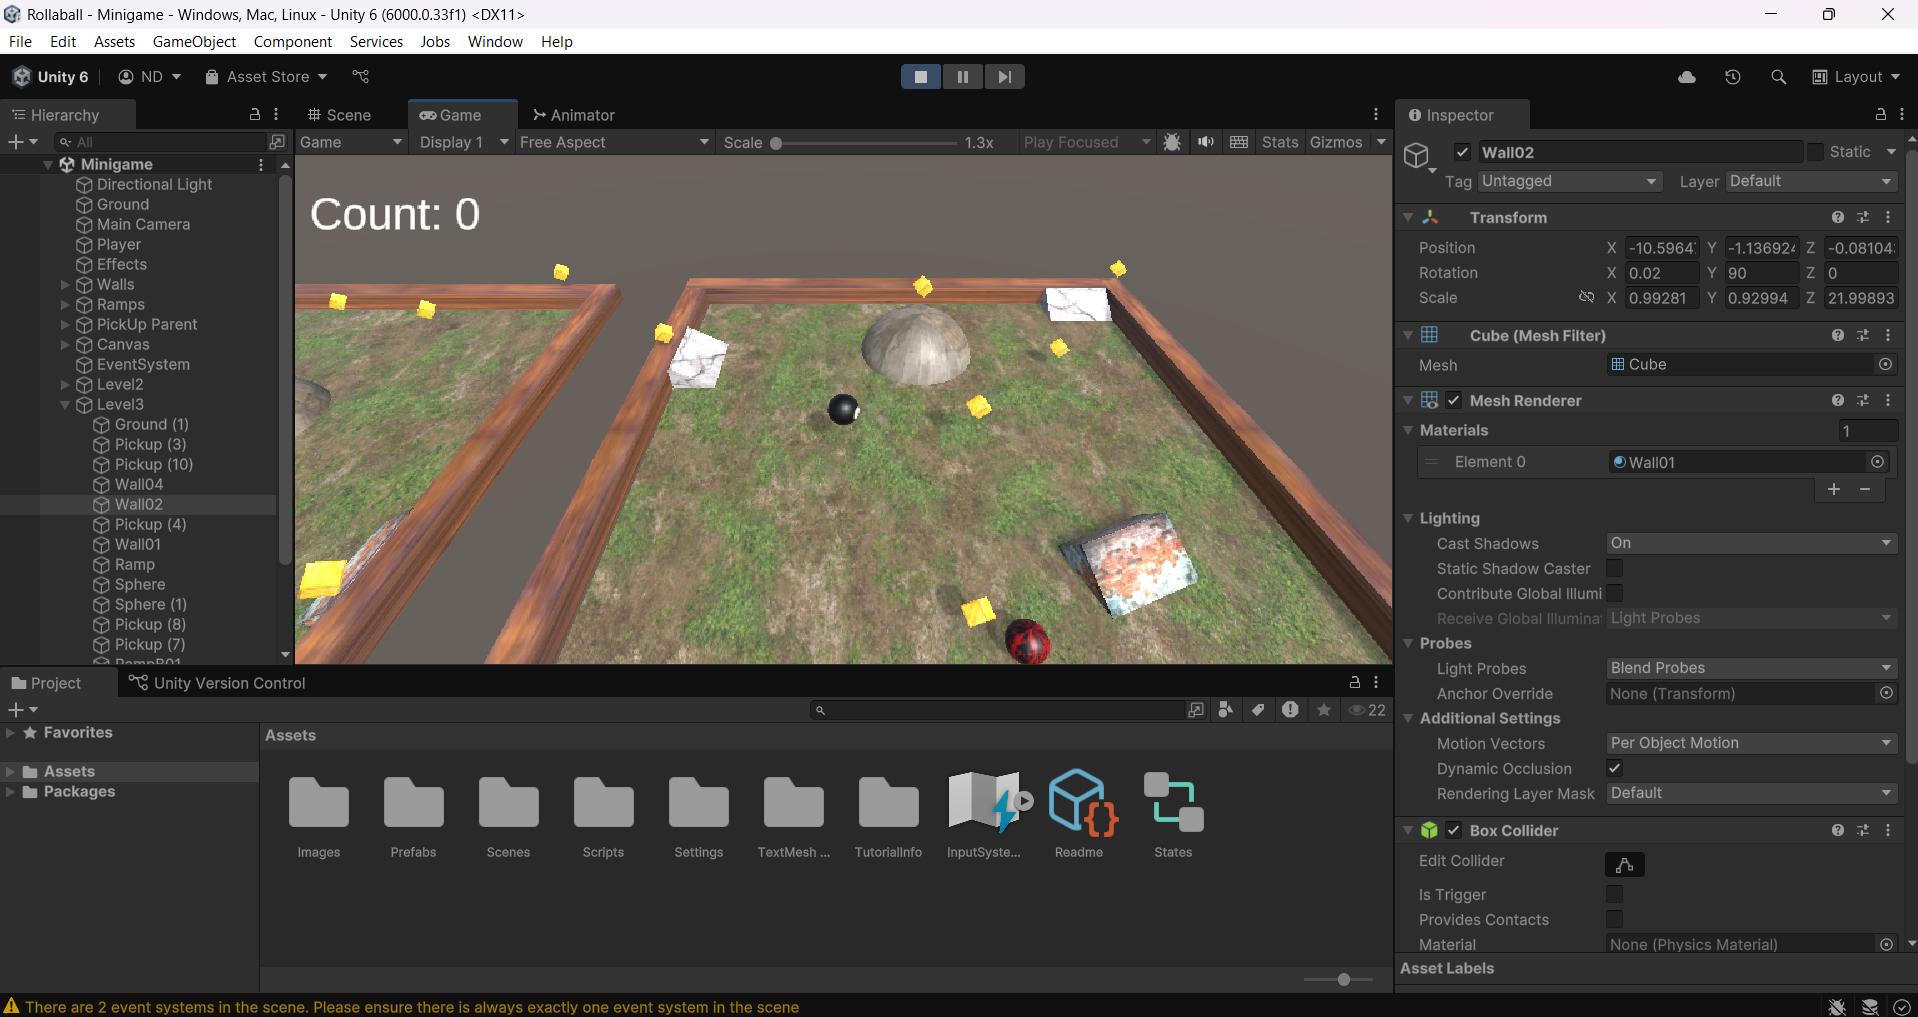 Rollaball - Minigame - Windows, Mac, Linux - Unity 6 (6000.0.33f1) <DX11>
File Edit Assets GameObject Component Services Jobs Window Help
Unity 6 ND Asset Store Layout
Hierarchy
All
Minigame
Directional Light
Ground
Main Camera
Player
Effects
Walls
Ramps
PickUp Parent
Canvas
EventSystem
Level2
Level3
Ground (1)
Pickup (3)
Pickup (10)
Wall04
Wall02
Pickup (4)
Wall01
Ramp
Sphere
Sphere (1)
Pickup (8)
Pickup (7)
RampB01
Scene Game Animator
Game Display 1 Free Aspect Scale 1.3x Play Focused Stats Gizmos
Count: 0
Inspector
Wall02 Static
Tag Untagged Layer Default
Transform
Position X -10.5964 Y -1.136924 Z -0.08104
Rotation X 0.02 Y 90 Z 0
Scale X 0.99281 Y 0.92994 Z 21.99893
Cube (Mesh Filter)
Mesh Cube
Mesh Renderer
Materials 1
Element 0 Wall01
Lighting
Cast Shadows On
Static Shadow Caster
Contribute Global Illumi
Receive Global Illumina Light Probes
Probes
Light Probes Blend Probes
Anchor Override None (Transform)
Additional Settings
Motion Vectors Per Object Motion
Dynamic Occlusion
Rendering Layer Mask Default
Box Collider
Edit Collider
Is Trigger
Provides Contacts
Material None (Physics Material)
Asset Labels
Project Unity Version Control
22
Favorites
Assets
Packages
Assets
Images Prefabs Scenes Scripts Settings TextMesh ... TutorialInfo InputSyste... Readme States
There are 2 event systems in the scene. Please ensure there is always exactly one event system in the scene